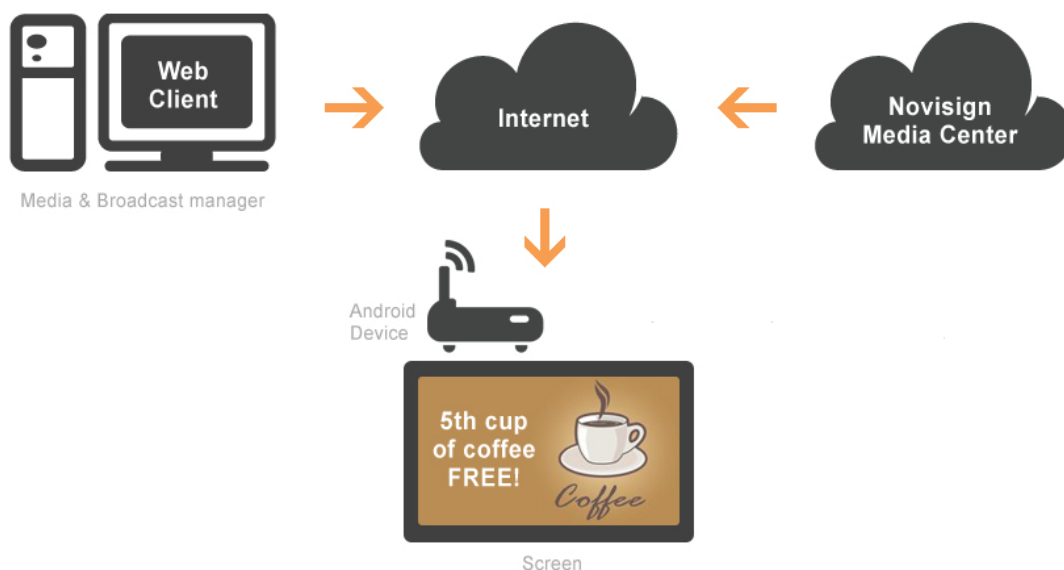 Web
Client
Internet
Novisign
Media Center
Media & Broadcast manager
Android
Device
5th cup
of coffee
FREE!
Coffee
Screen